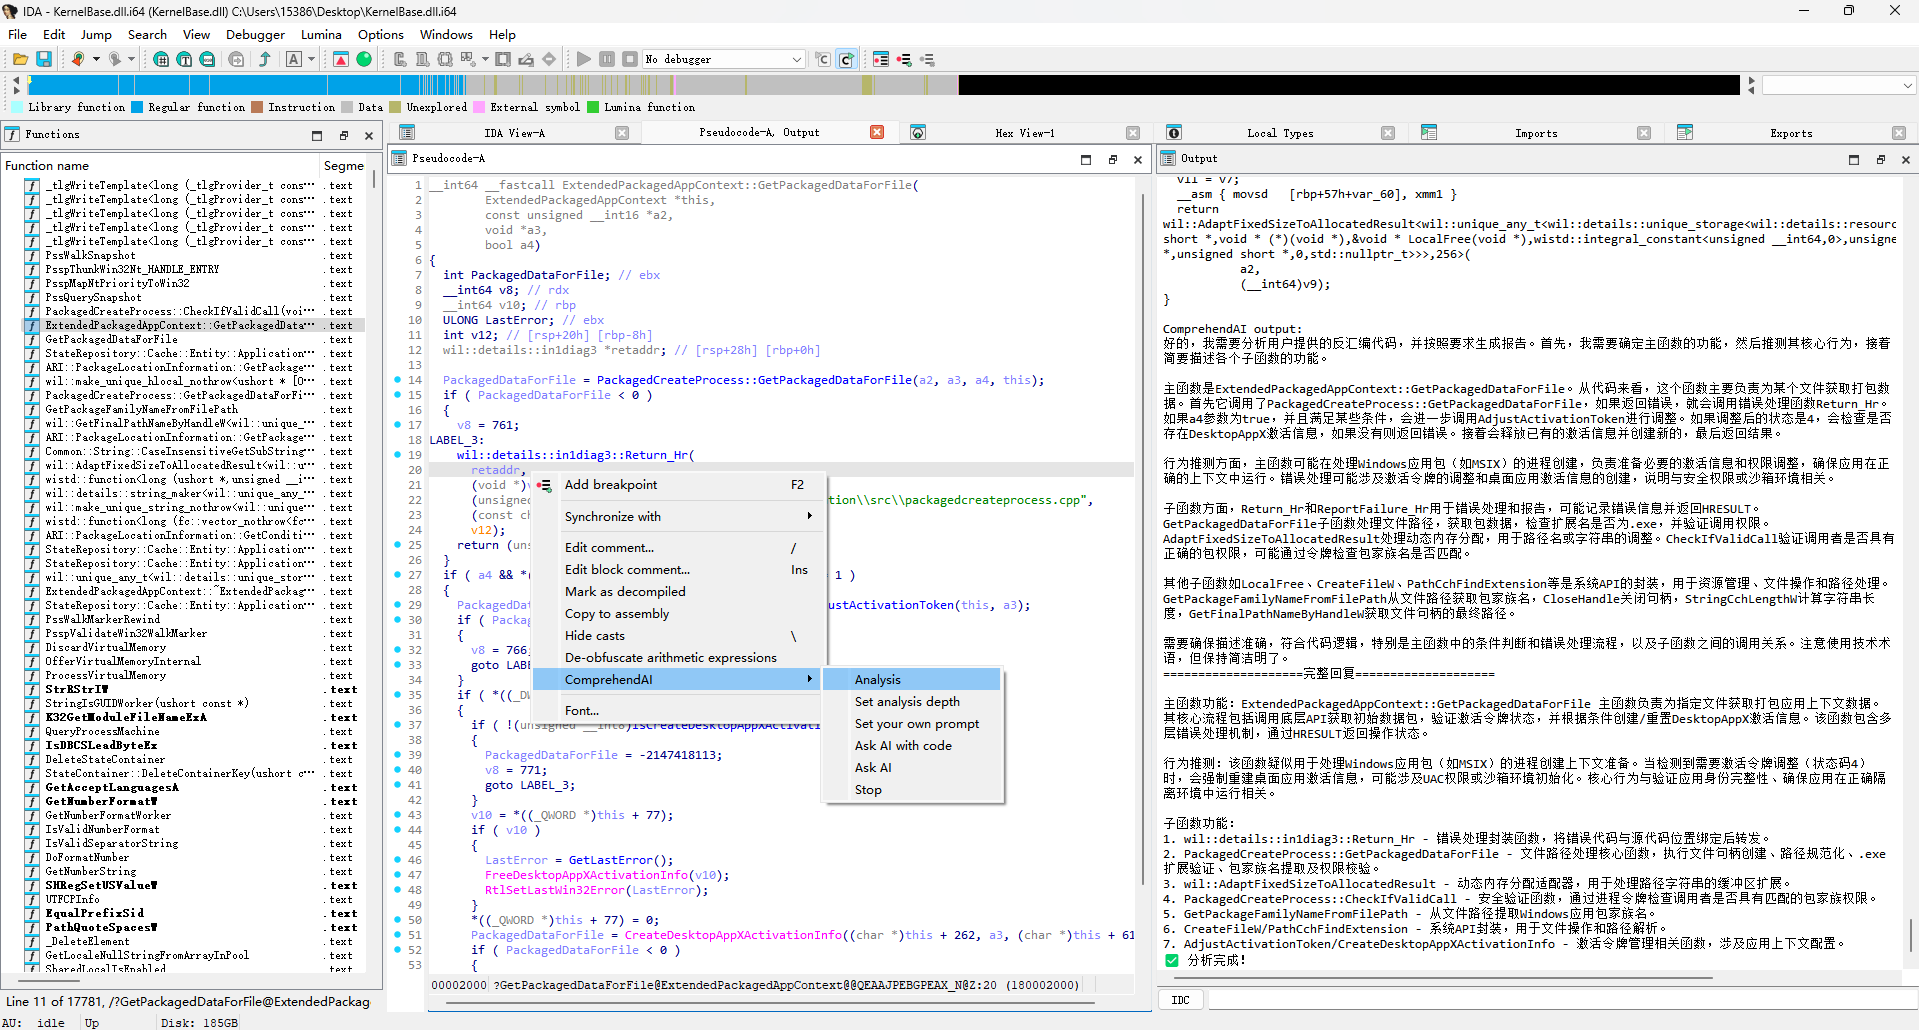 IDA - KernelBase.dll.i64 (KernelBase.dll) C:\Users\15386\Desktop\KernelBase.dll.i64
File Edit Jump Search View Debugger Lumina Options Windows Help
No debugger
Library function Regular function Instruction Data Unexplored External symbol Lumina function
Functions
Function name Segme
_tlgWriteTemplate<long (_tlgProvider_t cons··· .text
_tlgWriteTemplate<long (_tlgProvider_t cons··· .text
_tlgWriteTemplate<long (_tlgProvider_t cons··· .text
_tlgWriteTemplate<long (_tlgProvider_t cons··· .text
_tlgWriteTemplate<long (_tlgProvider_t cons··· .text
PssWalkSnapshot .text
PsspThunkWin32Nt_HANDLE_ENTRY .text
PsspMapNtPriorityToWin32 .text
PssQuerySnapshot .text
PackagedCreateProcess::CheckIfValidCall(voi··· .text
ExtendedPackagedAppContext::GetPackagedData··· .text
GetPackagedDataForFile .text
StateRepository::Cache::Entity::Application··· .text
ARI::PackageLocationInformation::GetPackage··· .text
wil::make_unique_hlocal_nothrow<ushort * [0··· .text
PackagedCreateProcess::GetPackagedDataForFi··· .text
GetPackageFamilyNameFromFilePath .text
wil::GetFinalPathNameByHandleW<wil::unique_··· .text
ARI::PackageLocationInformation::GetPackage··· .text
Common::String::CaseInsensitiveGetSubString··· .text
wil::AdaptFixedSizeToAllocatedResult<wil::u··· .text
wistd::function<long (ushort *,unsigned __i··· .text
wil::details::string_maker<wil::unique_any_··· .text
wil::make_unique_string_nothrow<wil::unique··· .text
wistd::function<long (fc::vector_nothrow<fc··· .text
ARI::PackageLocationInformation::GetConditi··· .text
StateRepository::Cache::Entity::Application··· .text
StateRepository::Cache::Entity::Application··· .text
wil::unique_any_t<wil::details::unique_stor··· .text
ExtendedPackagedAppContext::~ExtendedPackag··· .text
StateRepository::Cache::Entity::Application··· .text
PssWalkMarkerRewind .text
PsspValidateWin32WalkMarker .text
DiscardVirtualMemory .text
OfferVirtualMemoryInternal .text
ProcessVirtualMemory .text
StrRStrIW .text
StringIsGUIDWorker(ushort const *) .text
K32GetModuleFileNameExA .text
QueryProcessMachine .text
IsDBCSLeadByteEx .text
DeleteStateContainer .text
StateContainer::DeleteContainerKey(ushort c··· .text
GetAcceptLanguagesA .text
GetNumberFormatW .text
GetNumberFormatWorker .text
IsValidNumberFormat .text
IsValidSeparatorString .text
DoFormatNumber .text
GetNumberString .text
SHRegSetUSValueW .text
UTFCPInfo .text
EqualPrefixSid .text
PathQuoteSpacesW .text
_DeleteElement .text
GetLocaleNullStringFromArrayInPool .text
SharedLocalIsEnabled .text
Line 11 of 17781, /?GetPackagedDataForFile@ExtendedPackag
AU: idle Up Disk: 185GB
IDA View-A Pseudocode-A, Output Hex View-1 Local Types Imports Exports
Pseudocode-A
1 __int64 __fastcall ExtendedPackagedAppContext::GetPackagedDataForFile(
2 ExtendedPackagedAppContext *this,
3 const unsigned __int16 *a2,
4 void *a3,
5 bool a4)
6 {
7 int PackagedDataForFile; // ebx
8 __int64 v8; // rdx
9 __int64 v10; // rbp
10 ULONG LastError; // ebx
11 int v12; // [rsp+20h] [rbp-8h]
12 wil::details::in1diag3 *retaddr; // [rsp+28h] [rbp+0h]
13
14 PackagedDataForFile = PackagedCreateProcess::GetPackagedDataForFile(a2, a3, a4, this);
15 if ( PackagedDataForFile < 0 )
16 {
17 v8 = 761;
18 LABEL_3:
19 wil::details::in1diag3::Return_Hr(
20 retaddr,
21 (void *)v
22 (unsigned tion\\src\\packagedcreateprocess.cpp",
23 (const ch
24 v12);
25 return (uns
26 }
27 if ( a4 && *( 1 )
28 {
29 PackagedDat justActivationToken(this, a3);
30 if ( Packag
31 {
32 v8 = 766;
33 goto LABE
34 }
35 if ( *((_DW
36 {
37 if ( !(unsigned __int8)IsCreateDesktopAppXActivati
38 {
39 PackagedDataForFile = -2147418113;
40 v8 = 771;
41 goto LABEL_3;
42 }
43 v10 = *((_QWORD *)this + 77);
44 if ( v10 )
45 {
46 LastError = GetLastError();
47 FreeDesktopAppXActivationInfo(v10);
48 RtlSetLastWin32Error(LastError);
49 }
50 *((_QWORD *)this + 77) = 0;
51 PackagedDataForFile = CreateDesktopAppXActivationInfo((char *)this + 262, a3, (char *)this + 61
52 if ( PackagedDataForFile < 0 )
53 {
00002000 ?GetPackagedDataForFile@ExtendedPackagedAppContext@@QEAAJPEBGPEAX_N@Z:20 (180002000)
Add breakpoint F2
Synchronize with
Edit comment... /
Edit block comment... Ins
Mark as decompiled
Copy to assembly
Hide casts \
De-obfuscate arithmetic expressions
ComprehendAI
Font...
Analysis
Set analysis depth
Set your own prompt
Ask AI with code
Ask AI
Stop
Output
v11 = v7;
__asm { movsd [rbp+57h+var_60], xmm1 }
return
wil::AdaptFixedSizeToAllocatedResult<wil::unique_any_t<wil::details::unique_storage<wil::details::resourc
short *,void * (*)(void *),&void * LocalFree(void *),wistd::integral_constant<unsigned __int64,0>,unsigne
*,unsigned short *,0,std::nullptr_t>>>,256>(
a2,
(__int64)v9);
}
ComprehendAI output:
好的，我需要分析用户提供的反汇编代码，并按照要求生成报告。首先，我需要确定主函数的功能，然后推测其核心行为，接着
简要描述各个子函数的功能。
主函数是ExtendedPackagedAppContext::GetPackagedDataForFile。从代码来看，这个函数主要负责为某个文件获取打包数
据。首先它调用了PackagedCreateProcess::GetPackagedDataForFile，如果返回错误，就会调用错误处理函数Return_Hr。
如果a4参数为true，并且满足某些条件，会进一步调用AdjustActivationToken进行调整。如果调整后的状态是4，会检查是否
存在DesktopAppX激活信息，如果没有则返回错误。接着会释放已有的激活信息并创建新的，最后返回结果。
行为推测方面，主函数可能在处理Windows应用包（如MSIX）的进程创建，负责准备必要的激活信息和权限调整，确保应用在正
确的上下文中运行。错误处理可能涉及激活令牌的调整和桌面应用激活信息的创建，说明与安全权限或沙箱环境相关。
子函数方面，Return_Hr和ReportFailure_Hr用于错误处理和报告，可能记录错误信息并返回HRESULT。
GetPackagedDataForFile子函数处理文件路径，获取包数据，检查扩展名是否为.exe，并验证调用权限。
AdaptFixedSizeToAllocatedResult处理动态内存分配，用于路径名或字符串的调整。CheckIfValidCall验证调用者是否具有
正确的包权限，可能通过令牌检查包家族名是否匹配。
其他子函数如LocalFree、CreateFileW、PathCchFindExtension等是系统API的封装，用于资源管理、文件操作和路径处理。
GetPackageFamilyNameFromFilePath从文件路径获取包家族名，CloseHandle关闭句柄，StringCchLengthW计算字符串长
度，GetFinalPathNameByHandleW获取文件句柄的最终路径。
需要确保描述准确，符合代码逻辑，特别是主函数中的条件判断和错误处理流程，以及子函数之间的调用关系。注意使用技术术
语，但保持简洁明了。
====================完整回复====================
主函数功能：ExtendedPackagedAppContext::GetPackagedDataForFile 主函数负责为指定文件获取打包应用上下文数据。
其核心流程包括调用底层API获取初始数据包，验证激活令牌状态，并根据条件创建/重置DesktopAppX激活信息。该函数包含多
层错误处理机制，通过HRESULT返回操作状态。
行为推测：该函数疑似用于处理Windows应用包（如MSIX）的进程创建上下文准备。当检测到需要激活令牌调整（状态码4）
时，会强制重建桌面应用激活信息，可能涉及UAC权限或沙箱环境初始化。核心行为与验证应用身份完整性、确保应用在正确隔
离环境中运行相关。
子函数功能：
1. wil::details::in1diag3::Return_Hr - 错误处理封装函数，将错误代码与源代码位置绑定后转发。
2. PackagedCreateProcess::GetPackagedDataForFile - 文件路径处理核心函数，执行文件句柄创建、路径规范化、.exe
扩展验证、包家族名提取及权限校验。
3. wil::AdaptFixedSizeToAllocatedResult - 动态内存分配适配器，用于处理路径字符串的缓冲区扩展。
4. PackagedCreateProcess::CheckIfValidCall - 安全验证函数，通过进程令牌检查调用者是否具有匹配的包家族权限。
5. GetPackageFamilyNameFromFilePath - 从文件路径提取Windows应用包家族名。
6. CreateFileW/PathCchFindExtension - 系统API封装，用于文件操作和路径解析。
7. AdjustActivationToken/CreateDesktopAppXActivationInfo - 激活令牌管理相关函数，涉及应用上下文配置。
✅ 分析完成!
IDC